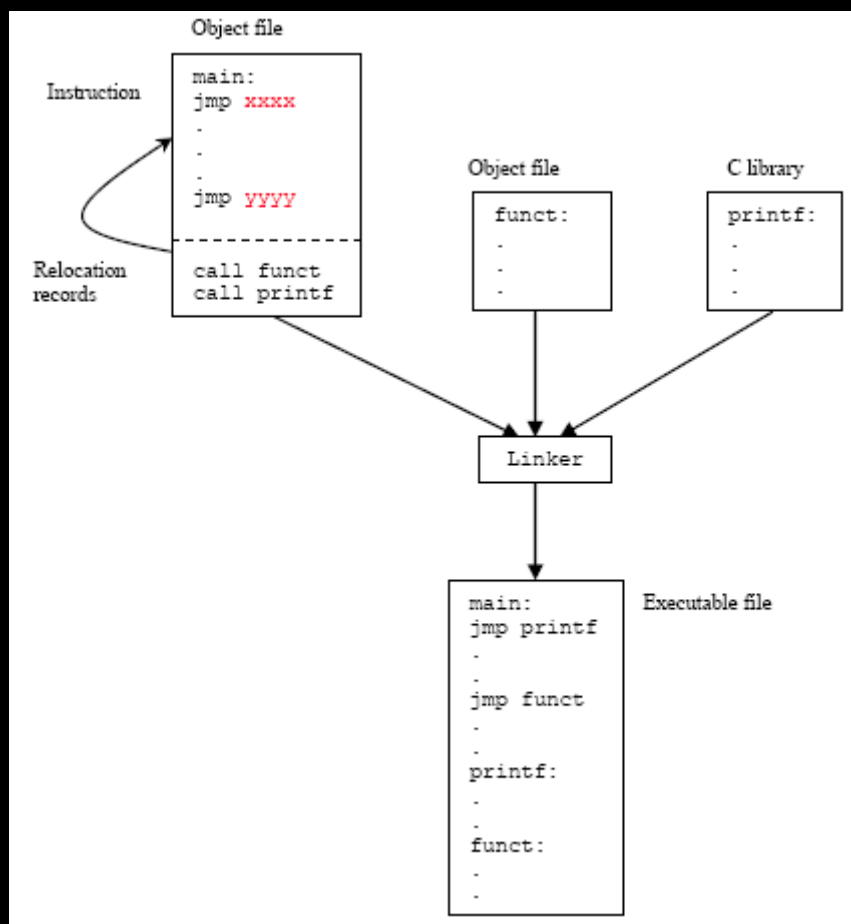 Object file
Instruction
main:
jmp xxxx
.
.
.
jmp yyyy
Relocation
records
call funct
call printf
Object file
funct:
.
.
.
C library
printf:
.
.
.
Linker
Executable file
main:
jmp printf
.
.
jmp funct
.
.
printf:
.
.
funct:
.
.